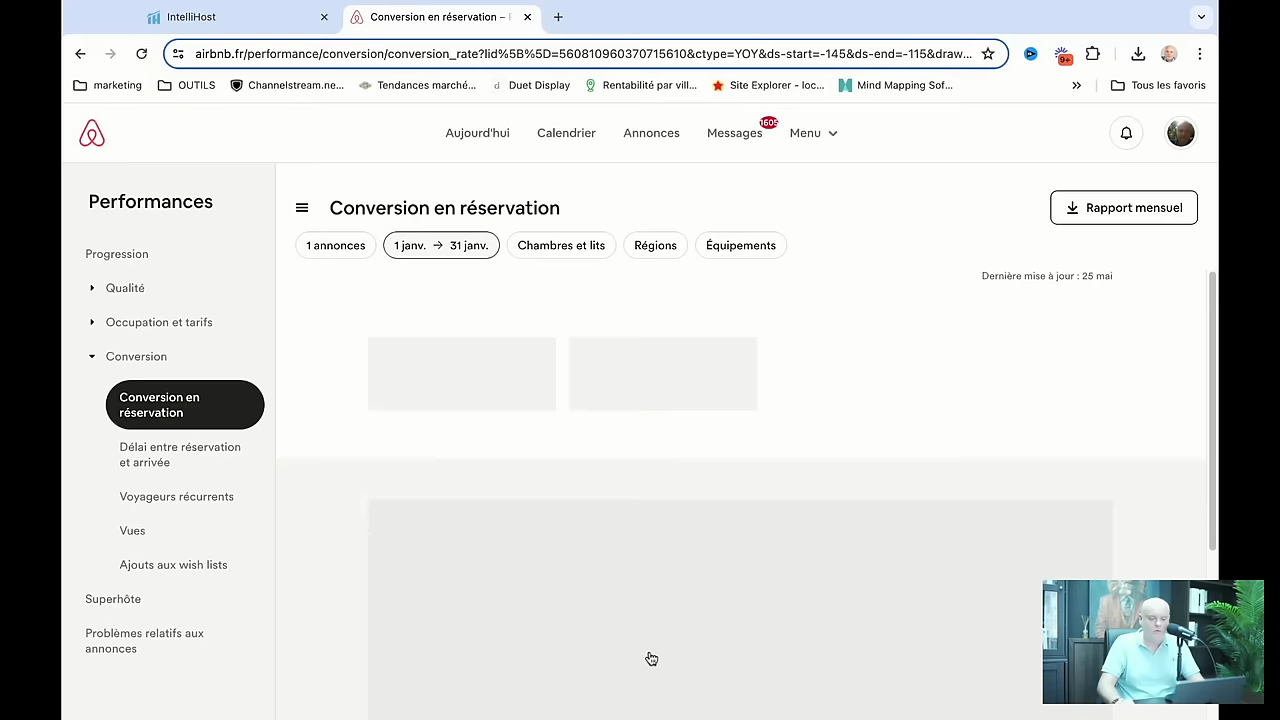 IntelliHost
Conversion en réservation –
airbnb.fr/performance/conversion/conversion_rate?lid%5B%5D=560810960370715610&ctype=YOY&ds-start=-145&ds-end=-115&draw...
9+
marketing
OUTILS
Channelstream.ne...
Tendances marché...
Duet Display
Rentabilité par vill...
Site Explorer - loc...
Mind Mapping Sof...
»
Tous les favoris
Aujourd'hui
Calendrier
Annonces
Messages
1605
Menu
Performances
Conversion en réservation
Rapport mensuel
1 annonces
1 janv. → 31 janv.
Chambres et lits
Régions
Équipements
Dernière mise à jour : 25 mai
Progression
Qualité
Occupation et tarifs
Conversion
Conversion en
réservation
Délai entre réservation
et arrivée
Voyageurs récurrents
Vues
Ajouts aux wish lists
Superhôte
Problèmes relatifs aux
annonces